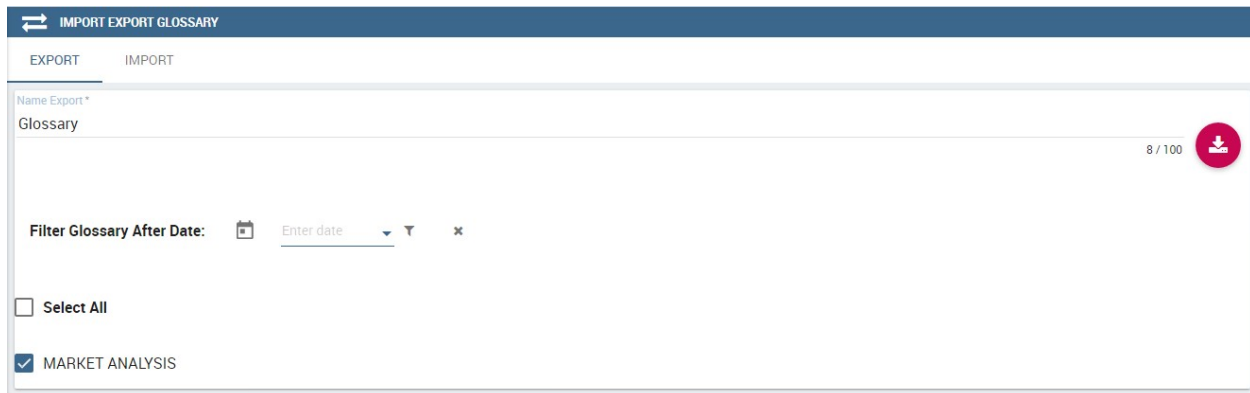 IMPORT EXPORT GLOSSARY
EXPORT IMPORT
Name Export *
Glossary
8 / 100
Filter Glossary After Date: Enter date
Select All
MARKET ANALYSIS